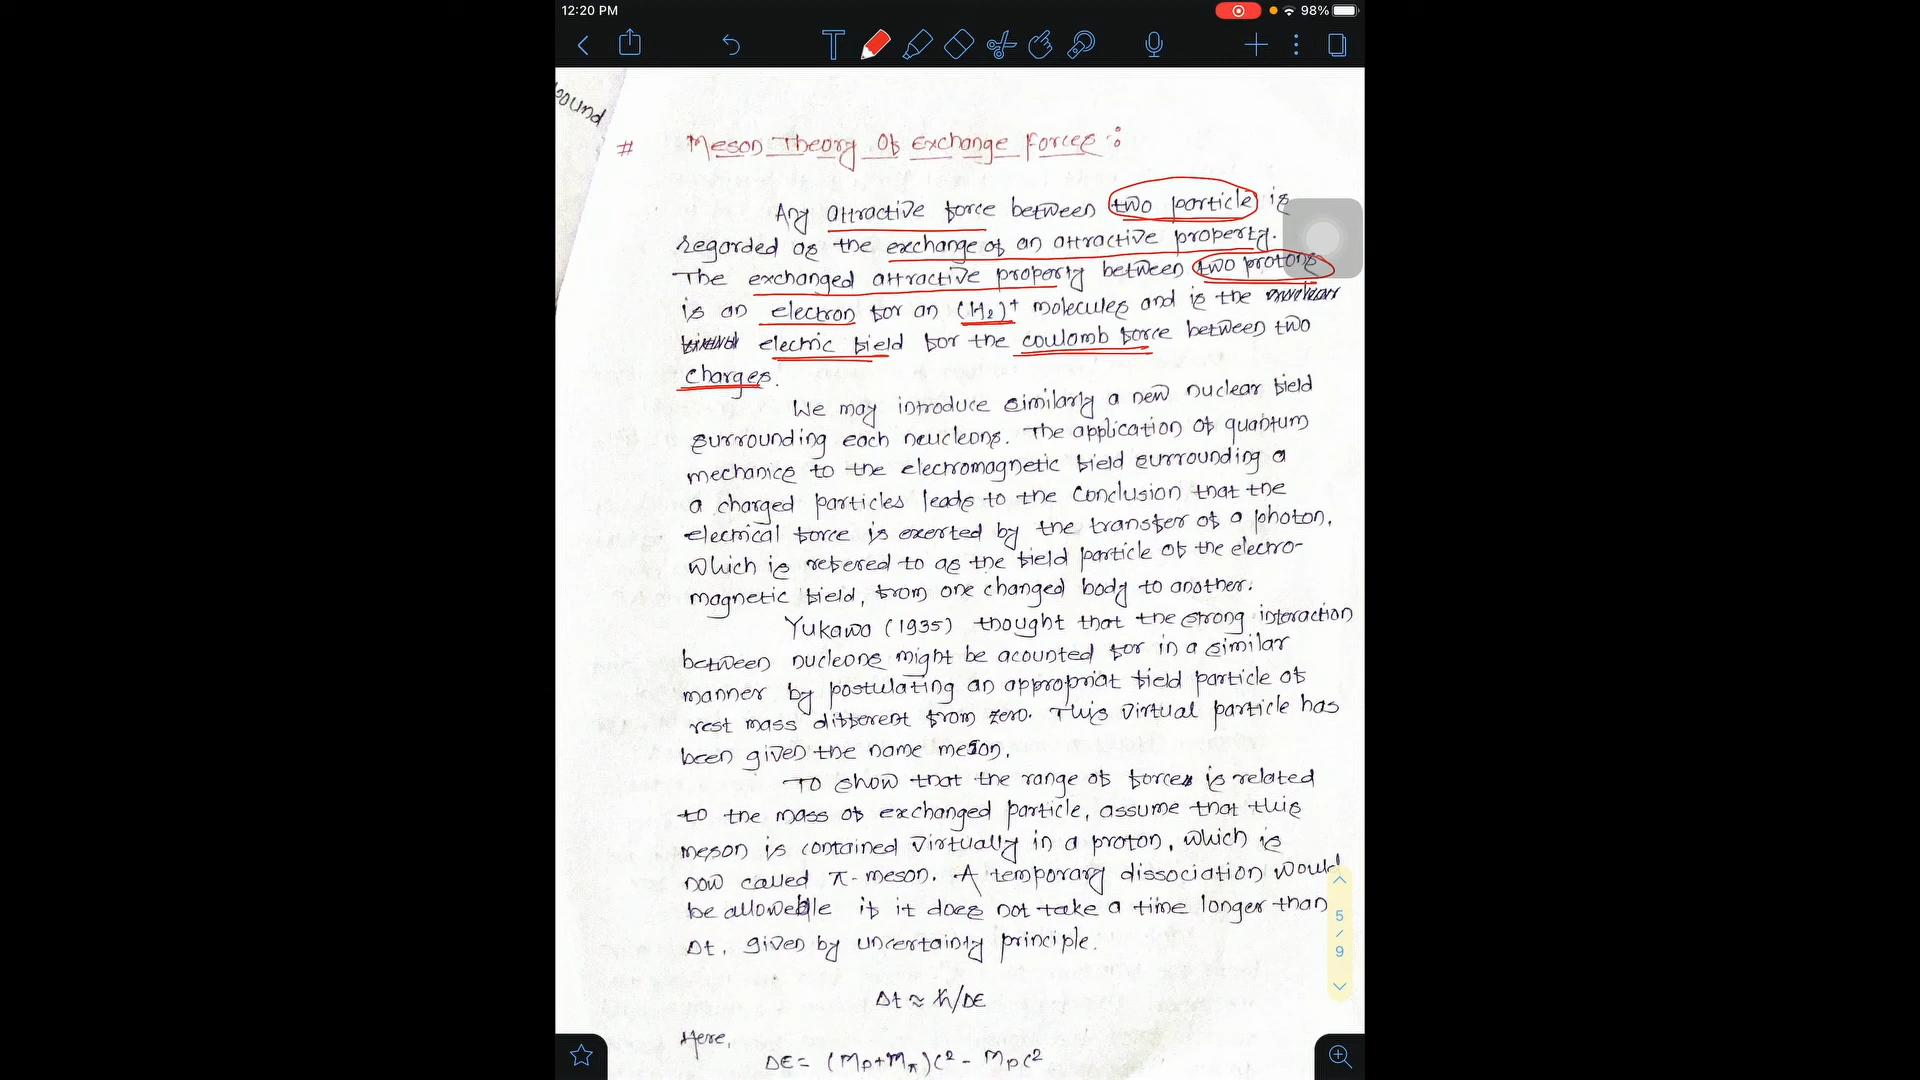 12:20 PM
98%
bound
# Meson Theory Of Exchange Forces :
Any attractive force between two particle is
regarded as the exchange of an attractive property.
The exchanged attractive property between two protons
is an electron for an (H₂)⁺ molecules and is the
electric field for the coulomb force between two
charges.
We may introduce similarly a new nuclear field
surrounding each neucleons. The application of quantum
mechanics to the electromagnetic field surrounding a
a charged particles leads to the conclusion that the
electrical force is exerted by the transfer of a photon,
which is refered to as the field particle of the electro-
magnetic field, from one changed body to another.
Yukawa (1935) thought that the strong interaction
between nucleons might be acounted for in a similar
manner by postulating an appropriat field particle of
rest mass different from zero. This virtual particle has
been given the name meson.
To show that the range of force is related
to the mass of exchanged particle, assume that this
meson is contained virtually in a proton, which is
now called π-meson. A temporary dissociation would
be alloweble if it does not take a time longer than
Δt, given by uncertainty principle.
Δt ≈ ħ/ΔE
Here,
ΔE = (Mp+Mπ)c² - Mpc²
5
/
9